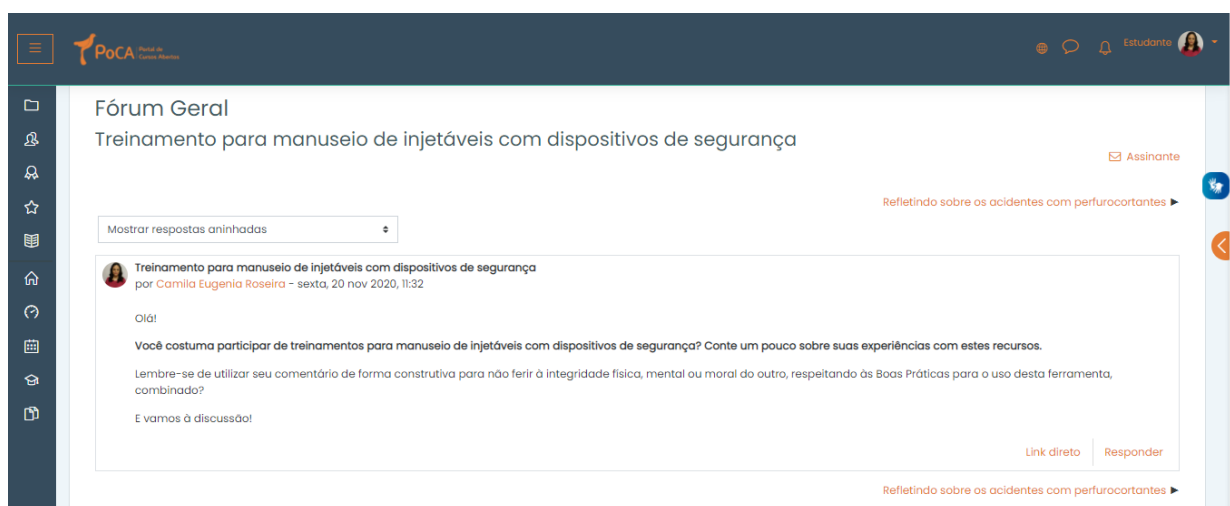 PoCA Portal de Cursos Abertos
Estudante
Fórum Geral
Treinamento para manuseio de injetáveis com dispositivos de segurança
Assinante
Refletindo sobre os acidentes com perfurocortantes ►
Mostrar respostas aninhadas
Treinamento para manuseio de injetáveis com dispositivos de segurança
por Camila Eugenia Roseira - sexta, 20 nov 2020, 11:32
Olá!
Você costuma participar de treinamentos para manuseio de injetáveis com dispositivos de segurança? Conte um pouco sobre suas experiências com estes recursos.
Lembre-se de utilizar seu comentário de forma construtiva para não ferir à integridade física, mental ou moral do outro, respeitando às Boas Práticas para o uso desta ferramenta,
combinado?
E vamos à discussão!
Link direto
Responder
Refletindo sobre os acidentes com perfurocortantes ►